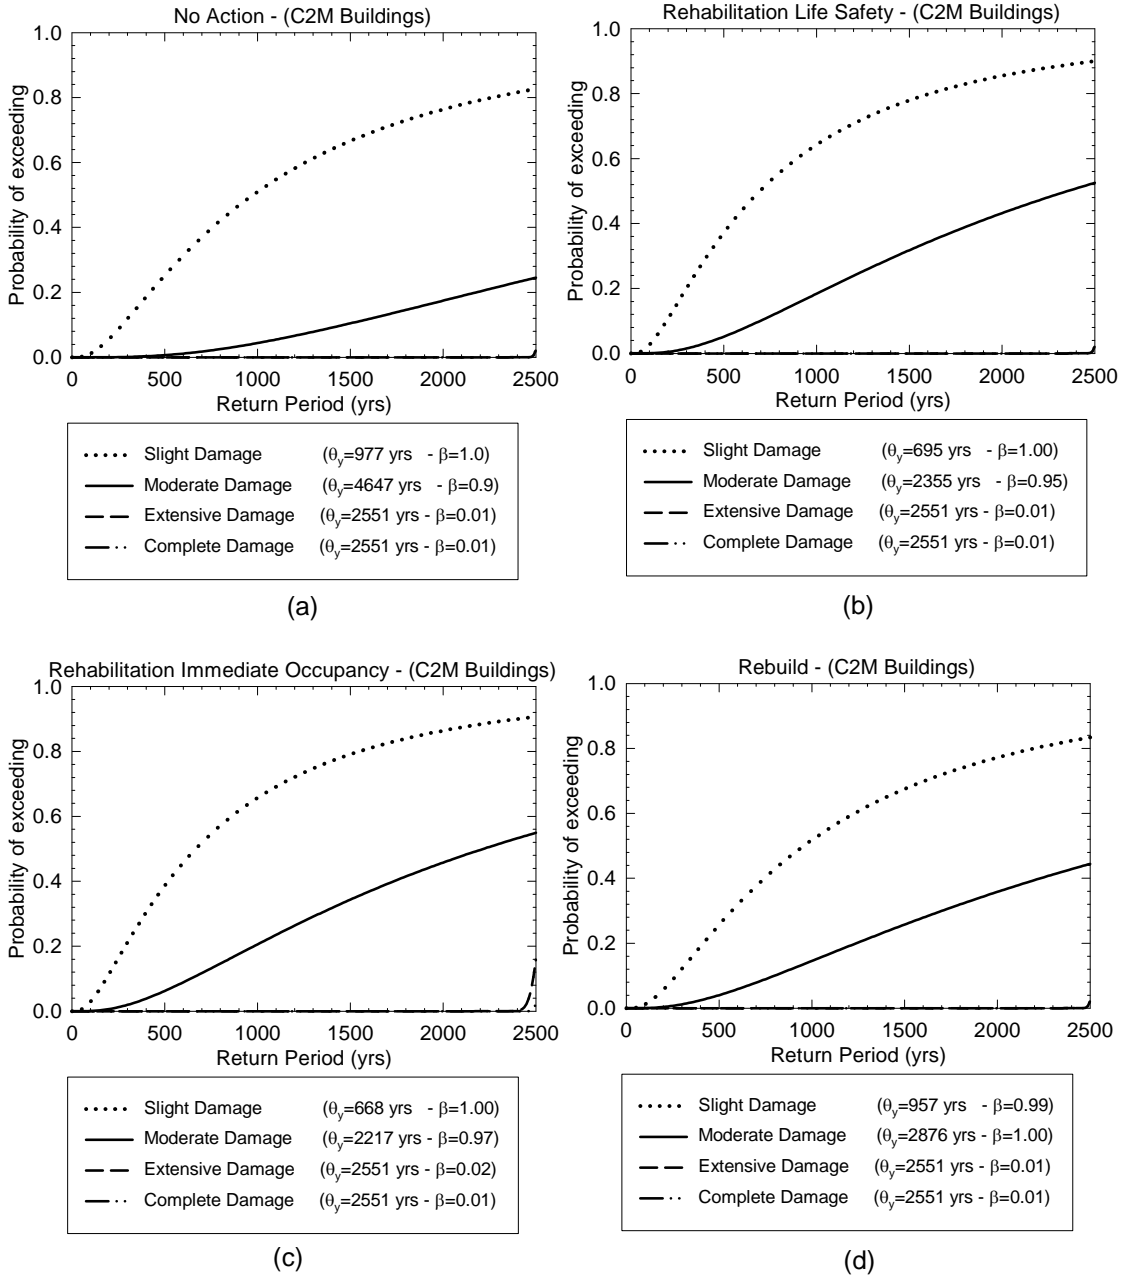 No Action - (C2M Buildings)
Probability of exceeding
1.0
0.8
0.6
0.4
0.2
0.0
0 500 1000 1500 2000 2500
Return Period (yrs)
Slight Damage (θy=977 yrs - β=1.0)
Moderate Damage (θy=4647 yrs - β=0.9)
Extensive Damage (θy=2551 yrs - β=0.01)
Complete Damage (θy=2551 yrs - β=0.01)
(a)
Rehabilitation Life Safety - (C2M Buildings)
Probability of exceeding
1.0
0.8
0.6
0.4
0.2
0.0
0 500 1000 1500 2000 2500
Return Period (yrs)
Slight Damage (θy=695 yrs - β=1.00)
Moderate Damage (θy=2355 yrs - β=0.95)
Extensive Damage (θy=2551 yrs - β=0.01)
Complete Damage (θy=2551 yrs - β=0.01)
(b)
Rehabilitation Immediate Occupancy - (C2M Buildings)
Probability of exceeding
1.0
0.8
0.6
0.4
0.2
0.0
0 500 1000 1500 2000 2500
Return Period (yrs)
Slight Damage (θy=668 yrs - β=1.00)
Moderate Damage (θy=2217 yrs - β=0.97)
Extensive Damage (θy=2551 yrs - β=0.02)
Complete Damage (θy=2551 yrs - β=0.01)
(c)
Rebuild - (C2M Buildings)
Probability of exceeding
1.0
0.8
0.6
0.4
0.2
0.0
0 500 1000 1500 2000 2500
Return Period (yrs)
Slight Damage (θy=957 yrs - β=0.99)
Moderate Damage (θy=2876 yrs - β=1.00)
Extensive Damage (θy=2551 yrs - β=0.01)
Complete Damage (θy=2551 yrs - β=0.01)
(d)